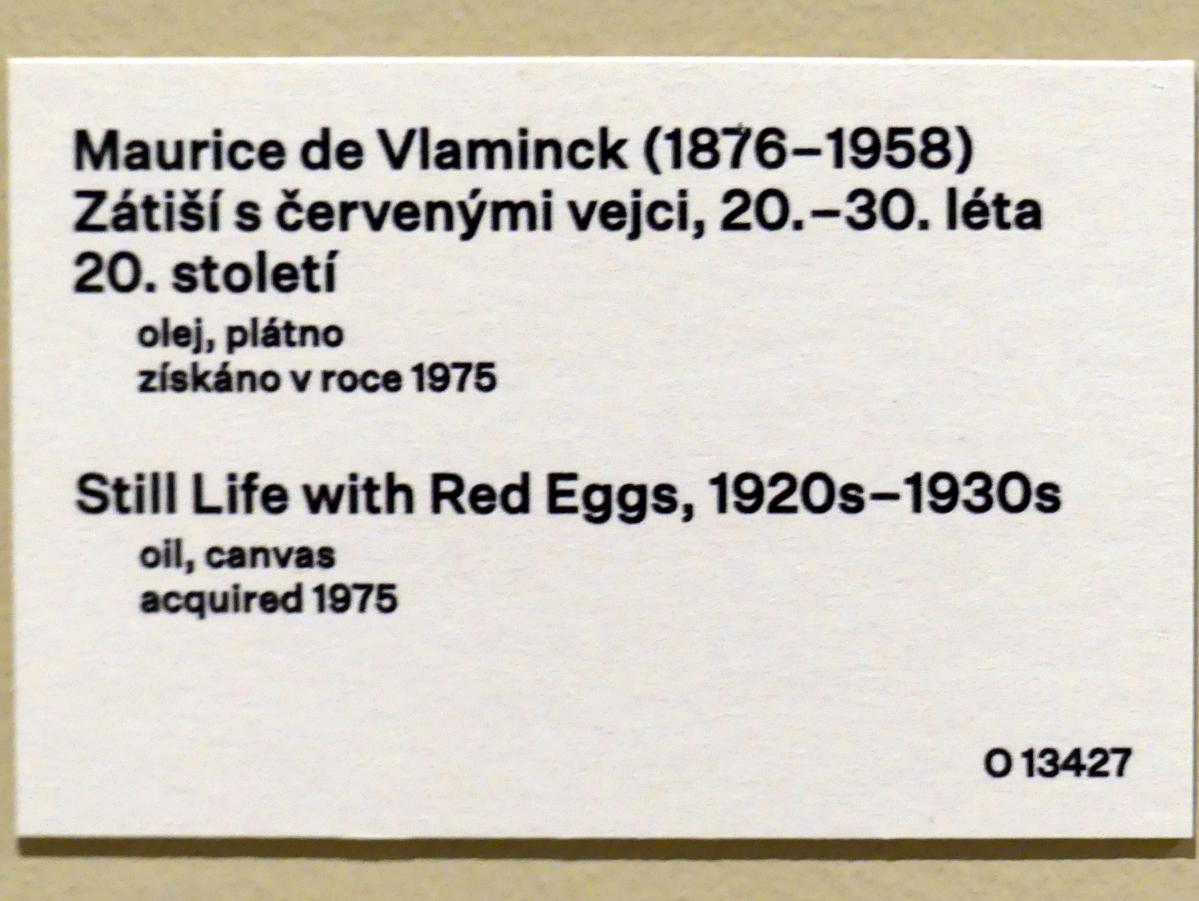 Maurice de Vlaminck (1876–1958)
Zátiší s červenými vejci, 20.–30. léta
20. století
olej, plátno
získáno v roce 1975
Still Life with Red Eggs, 1920s–1930s
oil, canvas
acquired 1975
O 13427